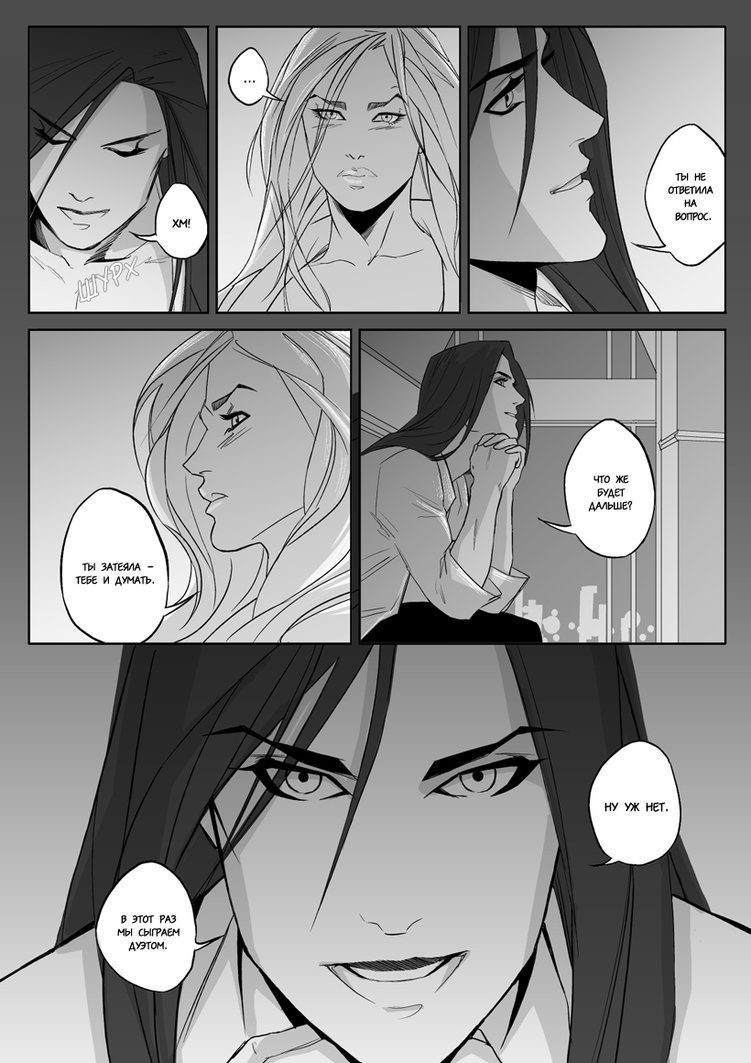 ХМ!
ШУРХ
...
ТЫ НЕ
ОТВЕТИЛА
НА
ВОПРОС.
ТЫ ЗАТЕЯЛА –
ТЕБЕ И ДУМАТЬ.
ЧТО ЖЕ
БУДЕТ
ДАЛЬШЕ?
НУ УЖ НЕТ.
В ЭТОТ РАЗ
МЫ СЫГРАЕМ
ДУЭТОМ.